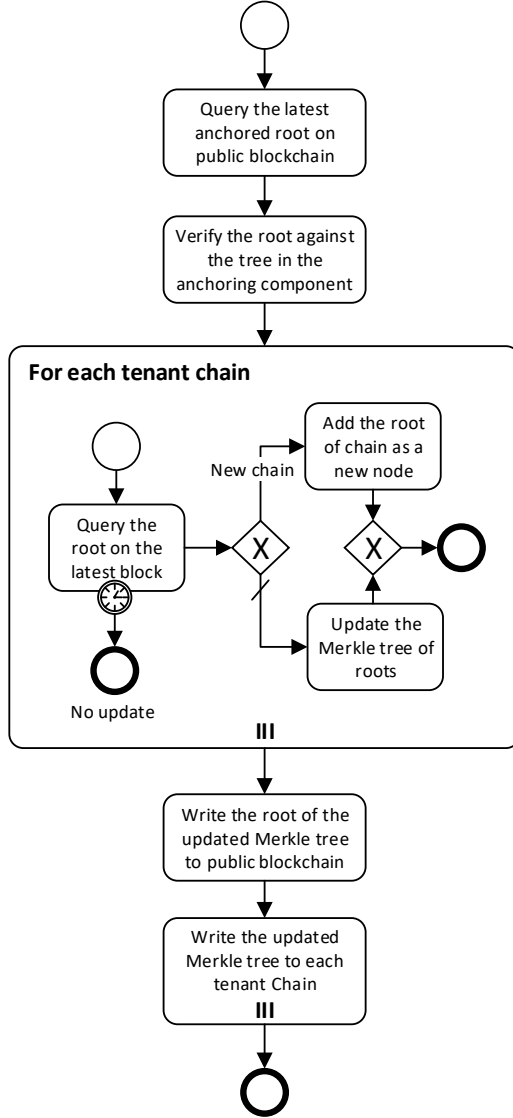 Query the latest
anchored root on
public blockchain
Verify the root against
the tree in the
anchoring component
For each tenant chain
Add the root
of chain as a
new node
New chain
Query the
root on the
latest block
X
X
Update the
Merkle tree of
roots
No update
Write the root of the
updated Merkle tree
to public blockchain
Write the updated
Merkle tree to each
tenant Chain